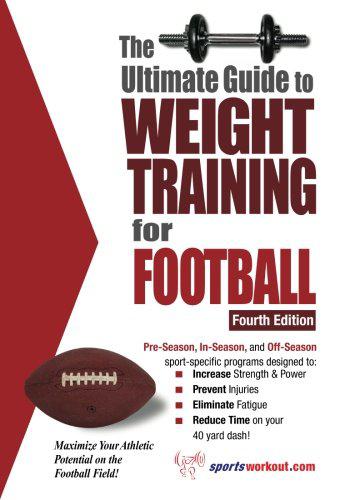 The
Ultimate Guide to
WEIGHT
TRAINING
for
FOOTBALL
Fourth Edition
Pre-Season, In-Season, and Off-Season
sport-specific programs designed to:
Increase Strength & Power
Prevent Injuries
Eliminate Fatigue
Reduce Time on your
40 yard dash!
Maximize Your Athletic
Potential on the
Football Field!
sportsworkout.com